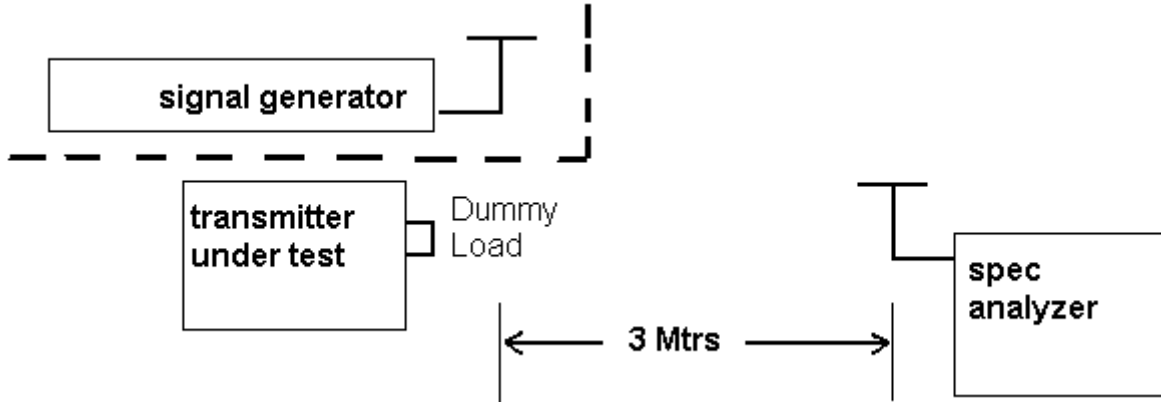 signal generator
transmitter
under test
Dummy
Load
spec
analyzer
3 Mtrs